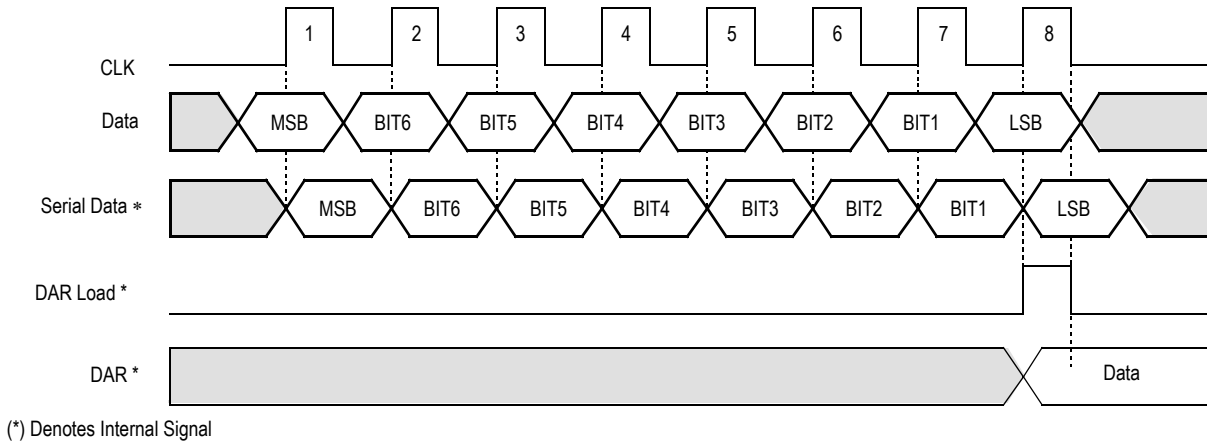 1 2 3 4 5 6 7 8
CLK
Data MSB BIT6 BIT5 BIT4 BIT3 BIT2 BIT1 LSB
Serial Data * MSB BIT6 BIT5 BIT4 BIT3 BIT2 BIT1 LSB
DAR Load *
DAR * Data
(*) Denotes Internal Signal